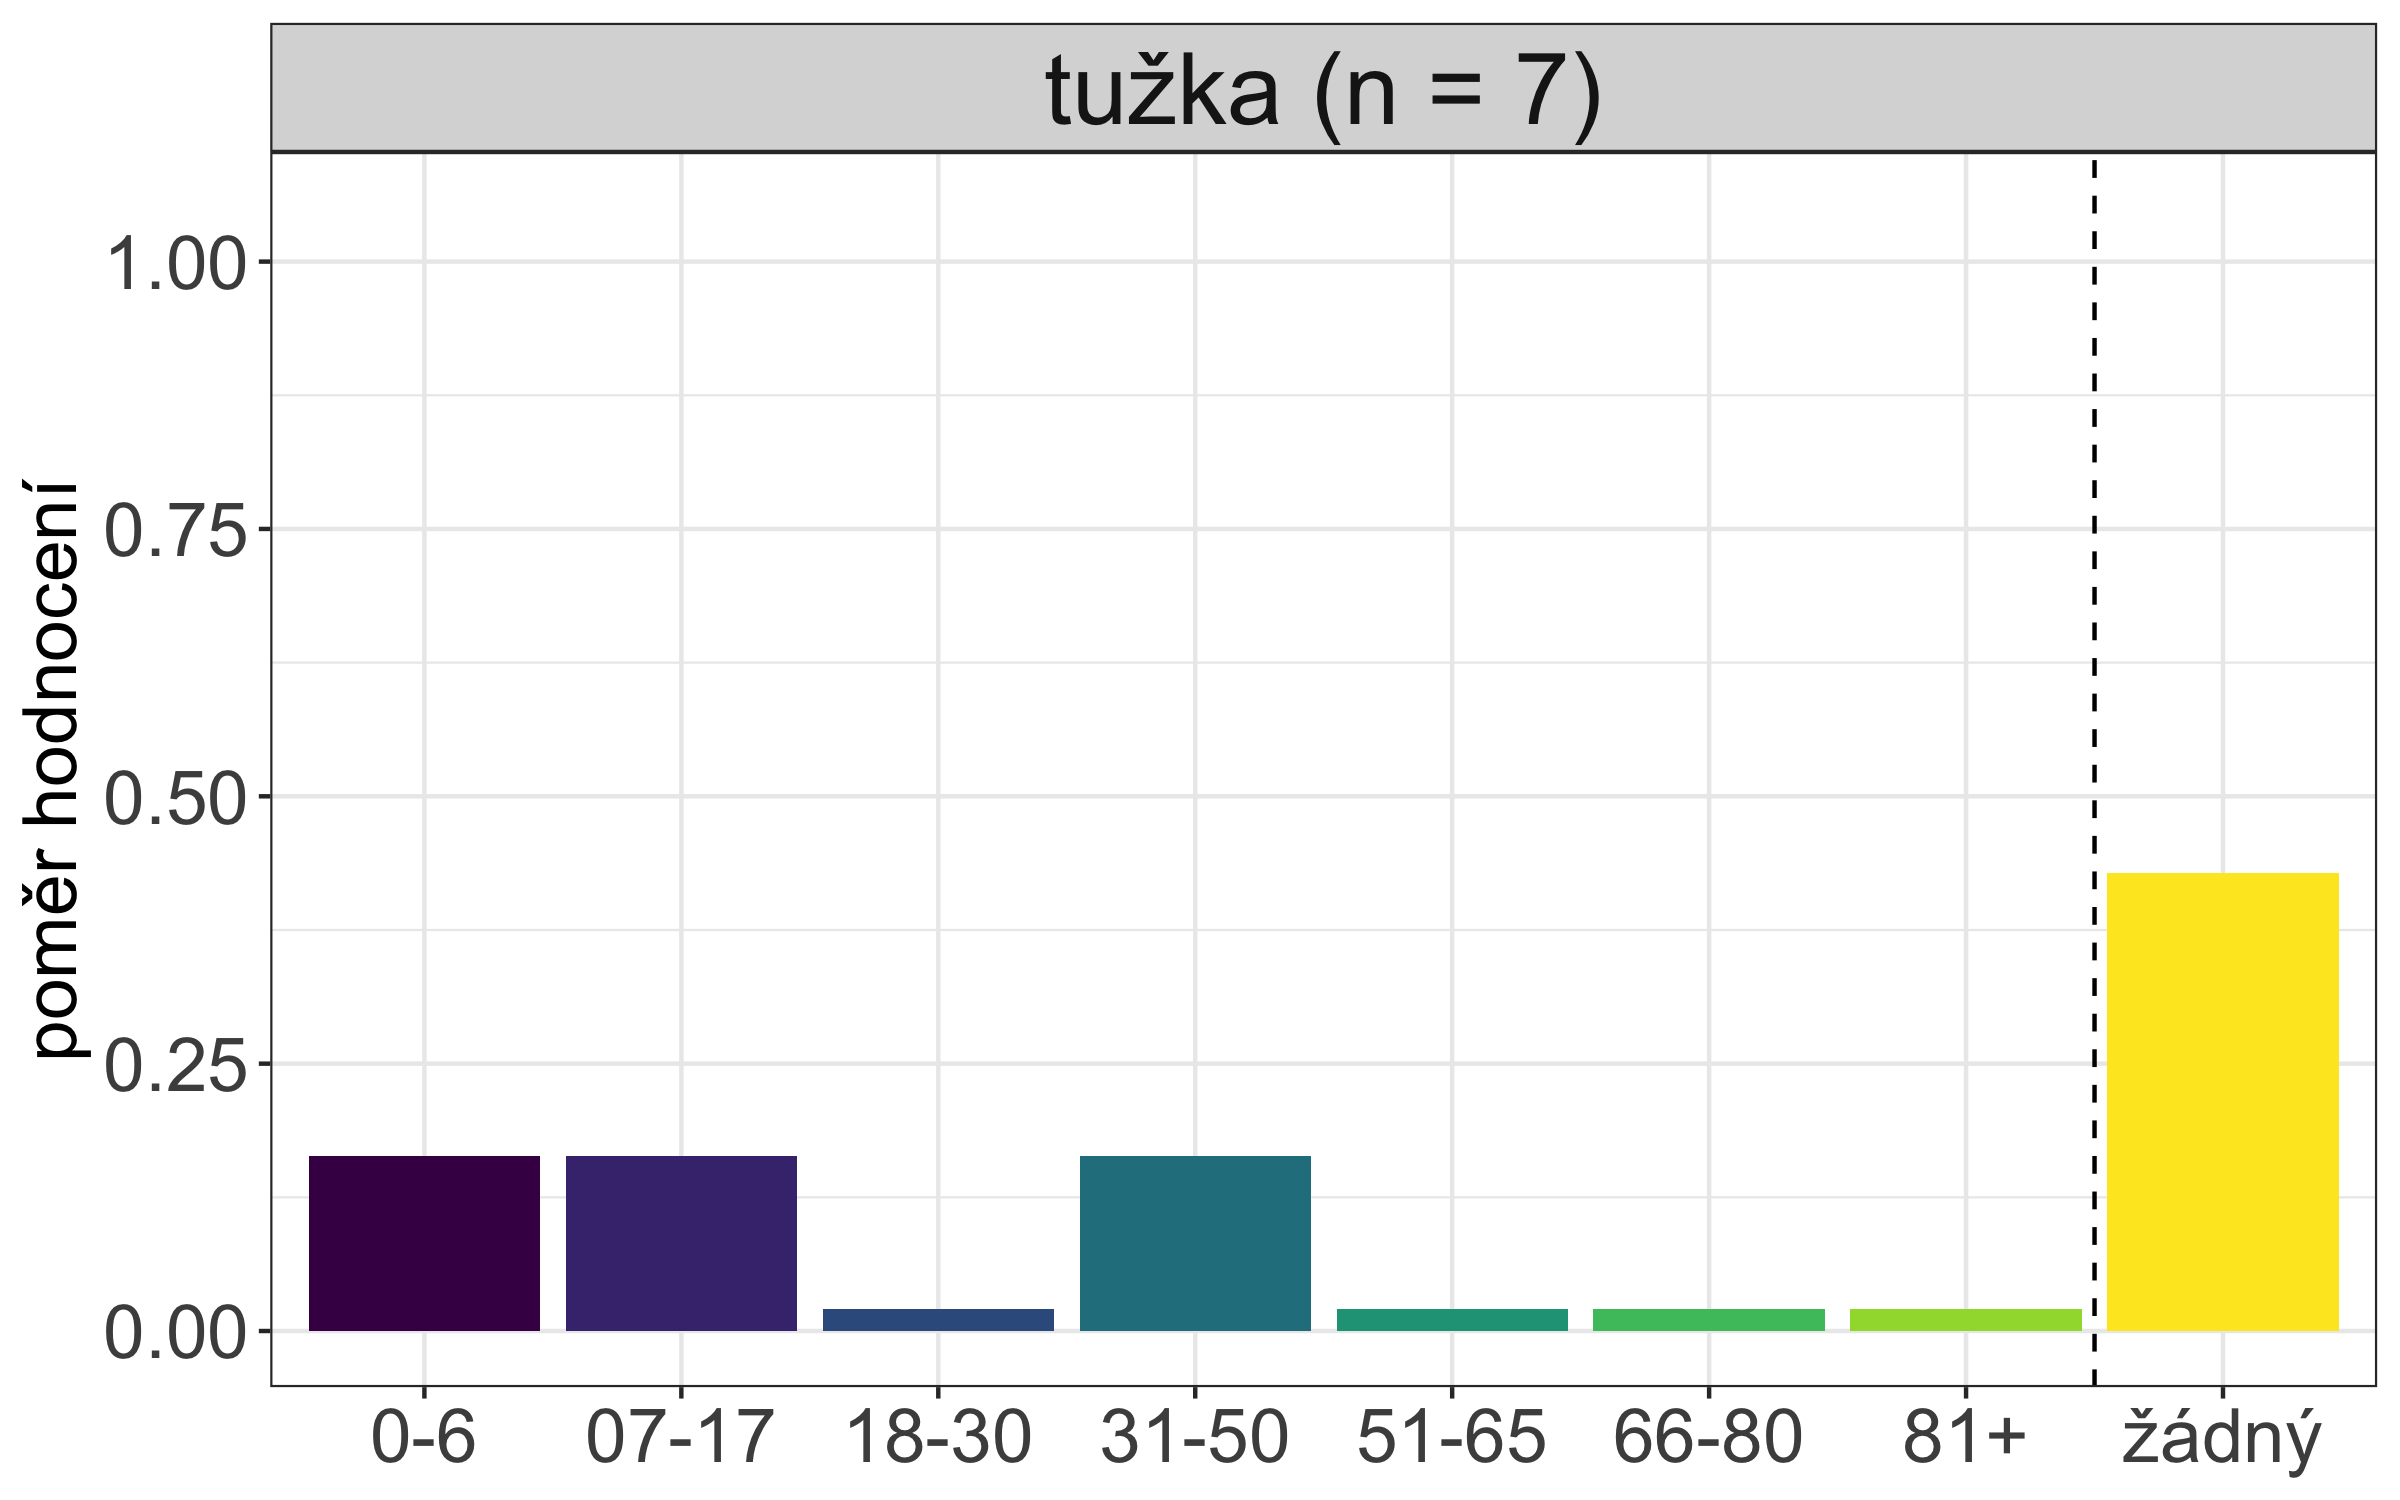 tužka (n = 7)
poměr hodnocení
1.00
0.75
0.50
0.25
0.00
0-6 07-17 18-30 31-50 51-65 66-80 81+ žádný